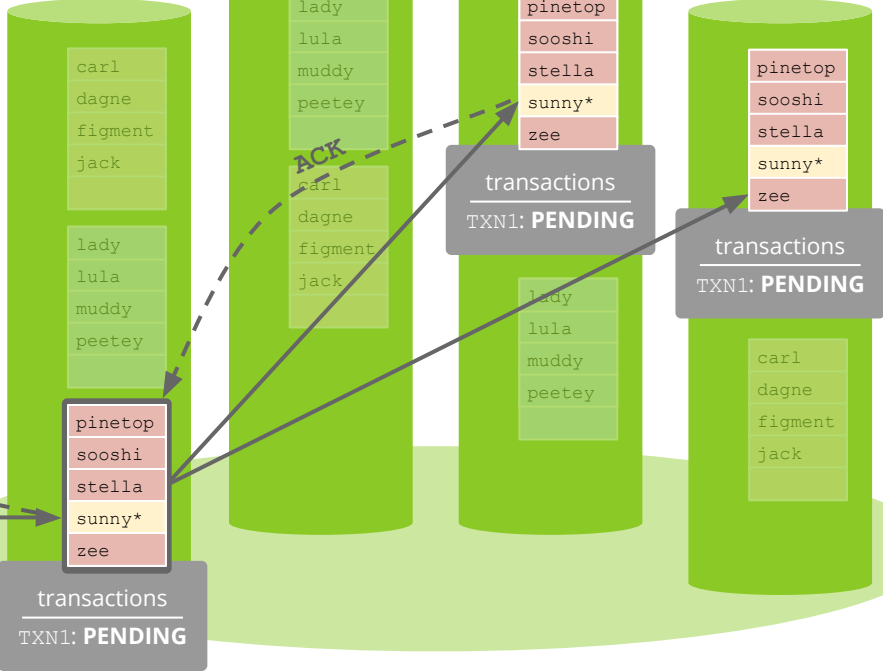 carl
dagne
figment
jack
lady
lula
muddy
peetey
pinetop
sooshi
stella
sunny*
zee
transactions
TXN1: PENDING
lady
lula
muddy
peetey
ACK
carl
dagne
figment
jack
pinetop
sooshi
stella
sunny*
zee
transactions
TXN1: PENDING
lady
lula
muddy
peetey
pinetop
sooshi
stella
sunny*
zee
transactions
TXN1: PENDING
carl
dagne
figment
jack